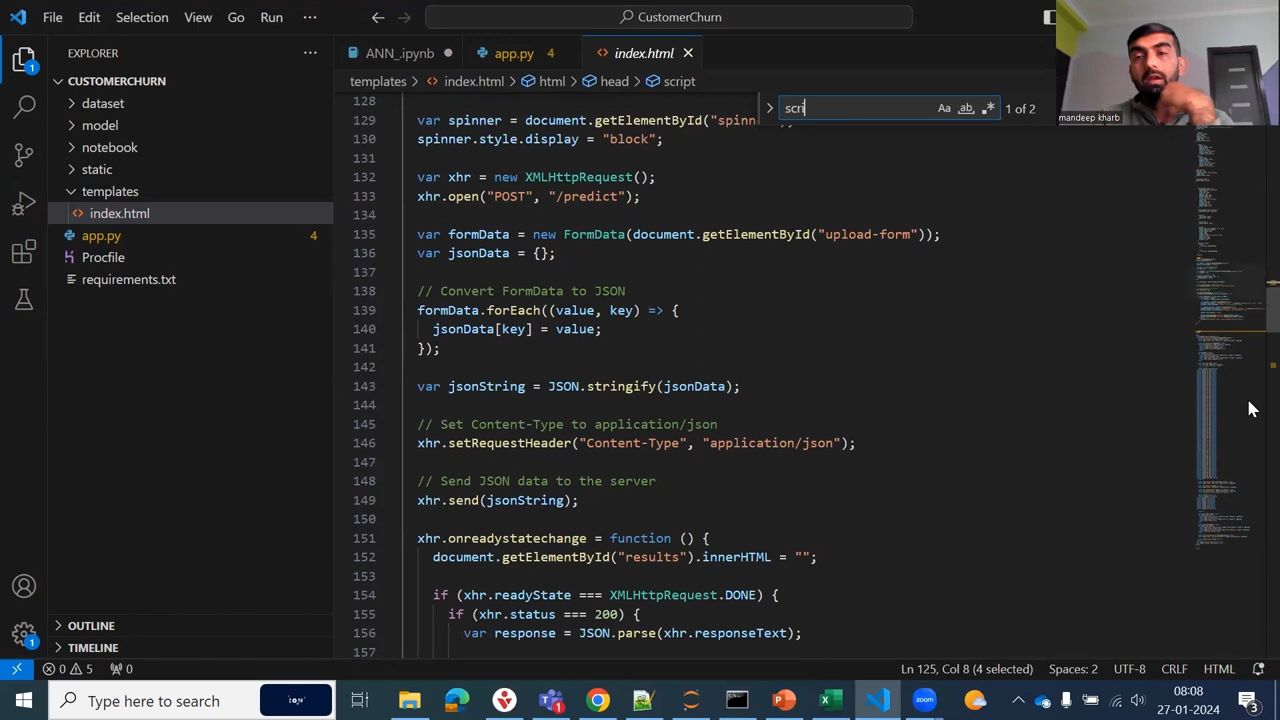 File Edit Selection View Go Run ···
CustomerChurn
EXPLORER ···
ANN_.ipynb
app.py 4
index.html
mandeep kharb
CUSTOMERCHURN
templates > index.html > html > head > script
dataset
model
notebook
static
templates
index.html
app.py 4
Procfile
requirements.txt
scri
Aa ab 1 of 2
128
129 var spinner = document.getElementById("spinn
130 spinner.style.display = "block";
131
132 var xhr = new XMLHttpRequest();
133 xhr.open("POST", "/predict");
134
135 var formData = new FormData(document.getElementById("upload-form"));
136 var jsonData = {};
137
138 // Convert FormData to JSON
139 formData.forEach((value, key) => {
140 jsonData[key] = value;
141 });
142
143 var jsonString = JSON.stringify(jsonData);
144
145 // Set Content-Type to application/json
146 xhr.setRequestHeader("Content-Type", "application/json");
147
148 // Send JSON data to the server
149 xhr.send(jsonString);
150
151 xhr.onreadystatechange = function () {
152 document.getElementById("results").innerHTML = "";
153
154 if (xhr.readyState === XMLHttpRequest.DONE) {
155 if (xhr.status === 200) {
156 var response = JSON.parse(xhr.responseText);
157
OUTLINE
TIMELINE
0 5 0
Ln 125, Col 8 (4 selected) Spaces: 2 UTF-8 CRLF HTML
Type here to search
zoom
08:08
27-01-2024
3